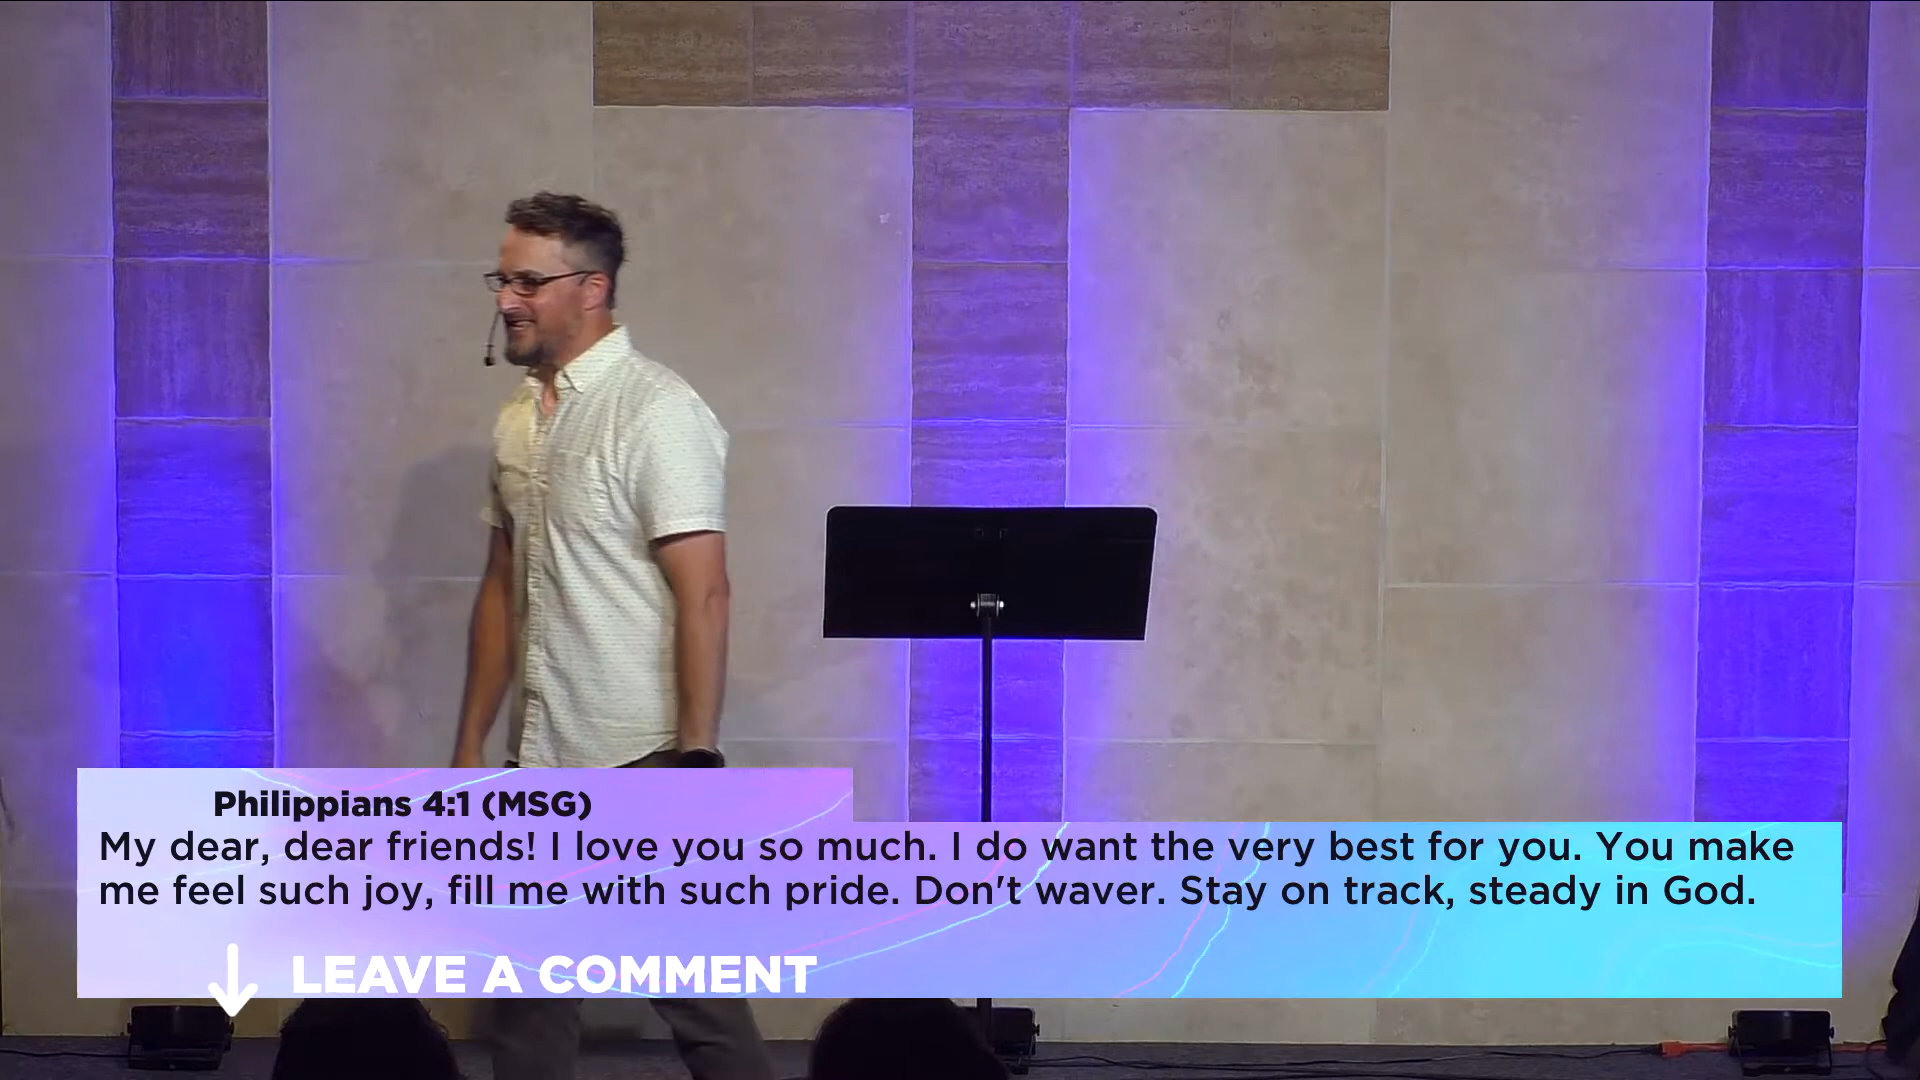 Philippians 4:1 (MSG)
My dear, dear friends! I love you so much. I do want the very best for you. You make
me feel such joy, fill me with such pride. Don't waver. Stay on track, steady in God.
LEAVE A COMMENT